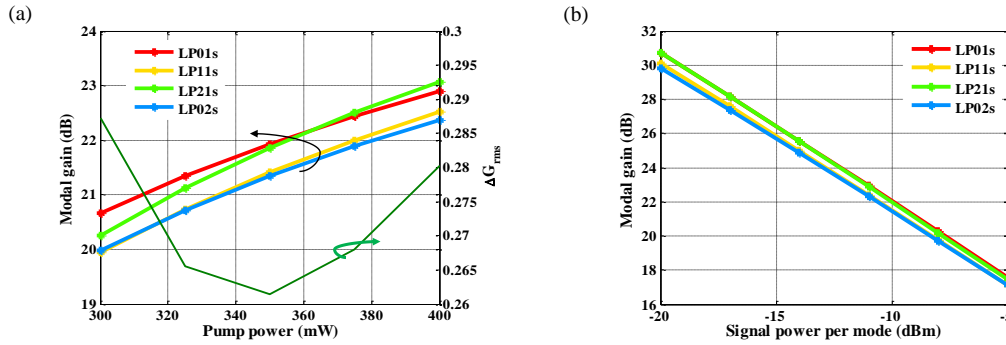 (a)
24
23
22
21
20
19
Modal gain (dB)
LP01s
LP11s
LP21s
LP02s
0.3
0.295
0.29
0.285
0.28
0.275
0.27
0.265
0.26
ΔGrms
300 320 340 360 380 400
Pump power (mW)
(b)
32
30
28
26
24
22
20
18
16
Modal gain (dB)
LP01s
LP11s
LP21s
LP02s
-20 -15 -10
Signal power per mode (dBm)